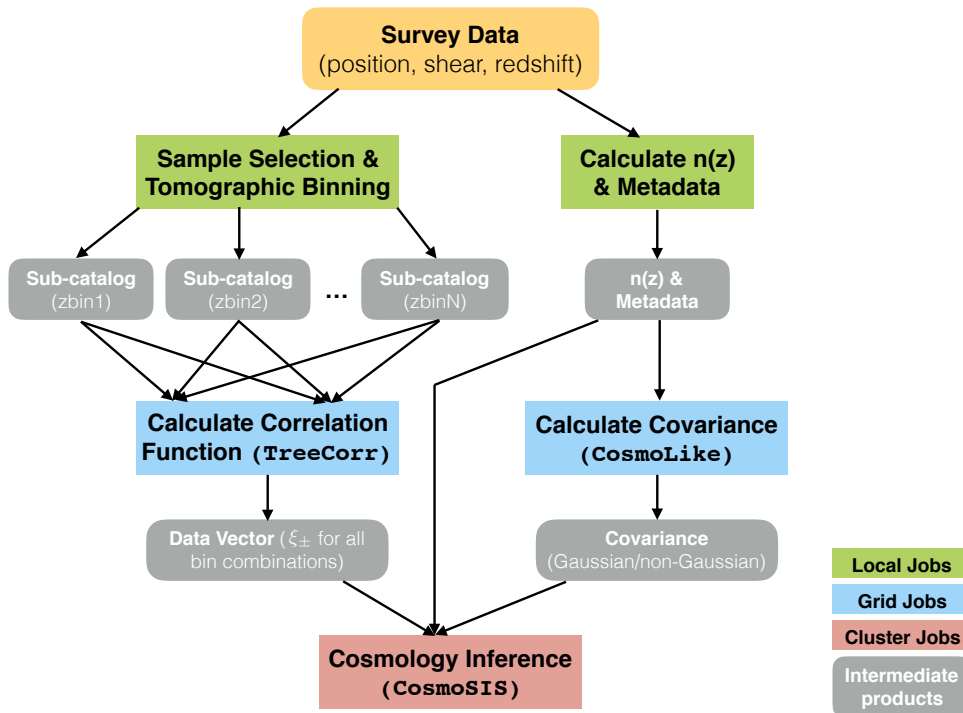 Survey Data
(position, shear, redshift)
Sample Selection &
Tomographic Binning
Calculate n(z)
& Metadata
Sub-catalog
(zbin1)
Sub-catalog
(zbin2)
...
Sub-catalog
(zbinN)
n(z) &
Metadata
Calculate Correlation
Function (TreeCorr)
Calculate Covariance
(CosmoLike)
Data Vector (ξ± for all
bin combinations)
Covariance
(Gaussian/non-Gaussian)
Cosmology Inference
(CosmoSIS)
Local Jobs
Grid Jobs
Cluster Jobs
Intermediate
products